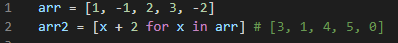 1 arr = [1, -1, 2, 3, -2]
2 arr2 = [x + 2 for x in arr] # [3, 1, 4, 5, 0]